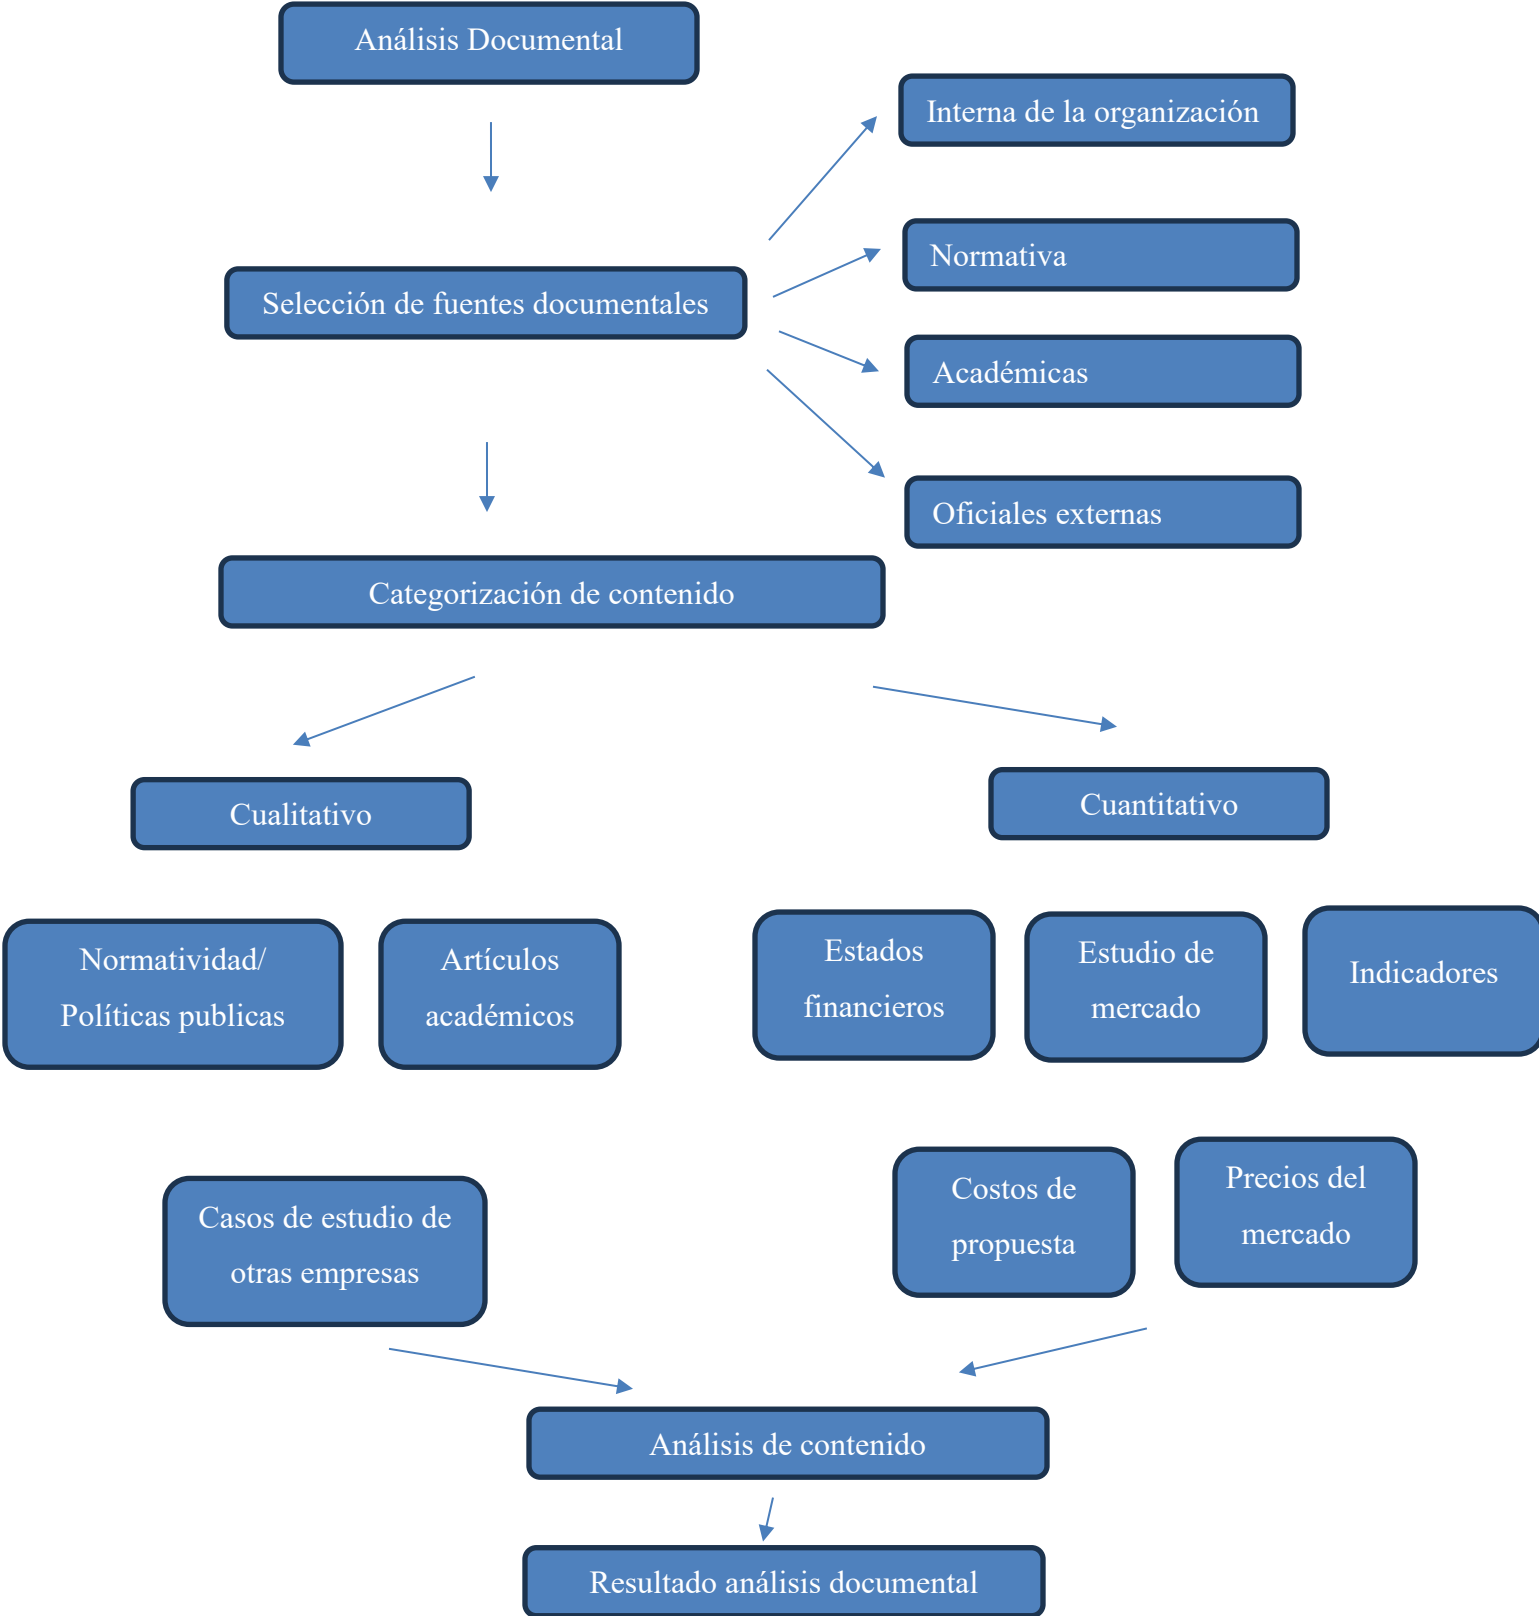 Análisis Documental
Interna de la organización
Normativa
Selección de fuentes documentales
Académicas
Oficiales externas
Categorización de contenido
Cualitativo
Cuantitativo
Normatividad/
Políticas publicas
Artículos
académicos
Estados
financieros
Estudio de
mercado
Indicadores
Casos de estudio de
otras empresas
Costos de
propuesta
Precios del
mercado
Análisis de contenido
Resultado análisis documental